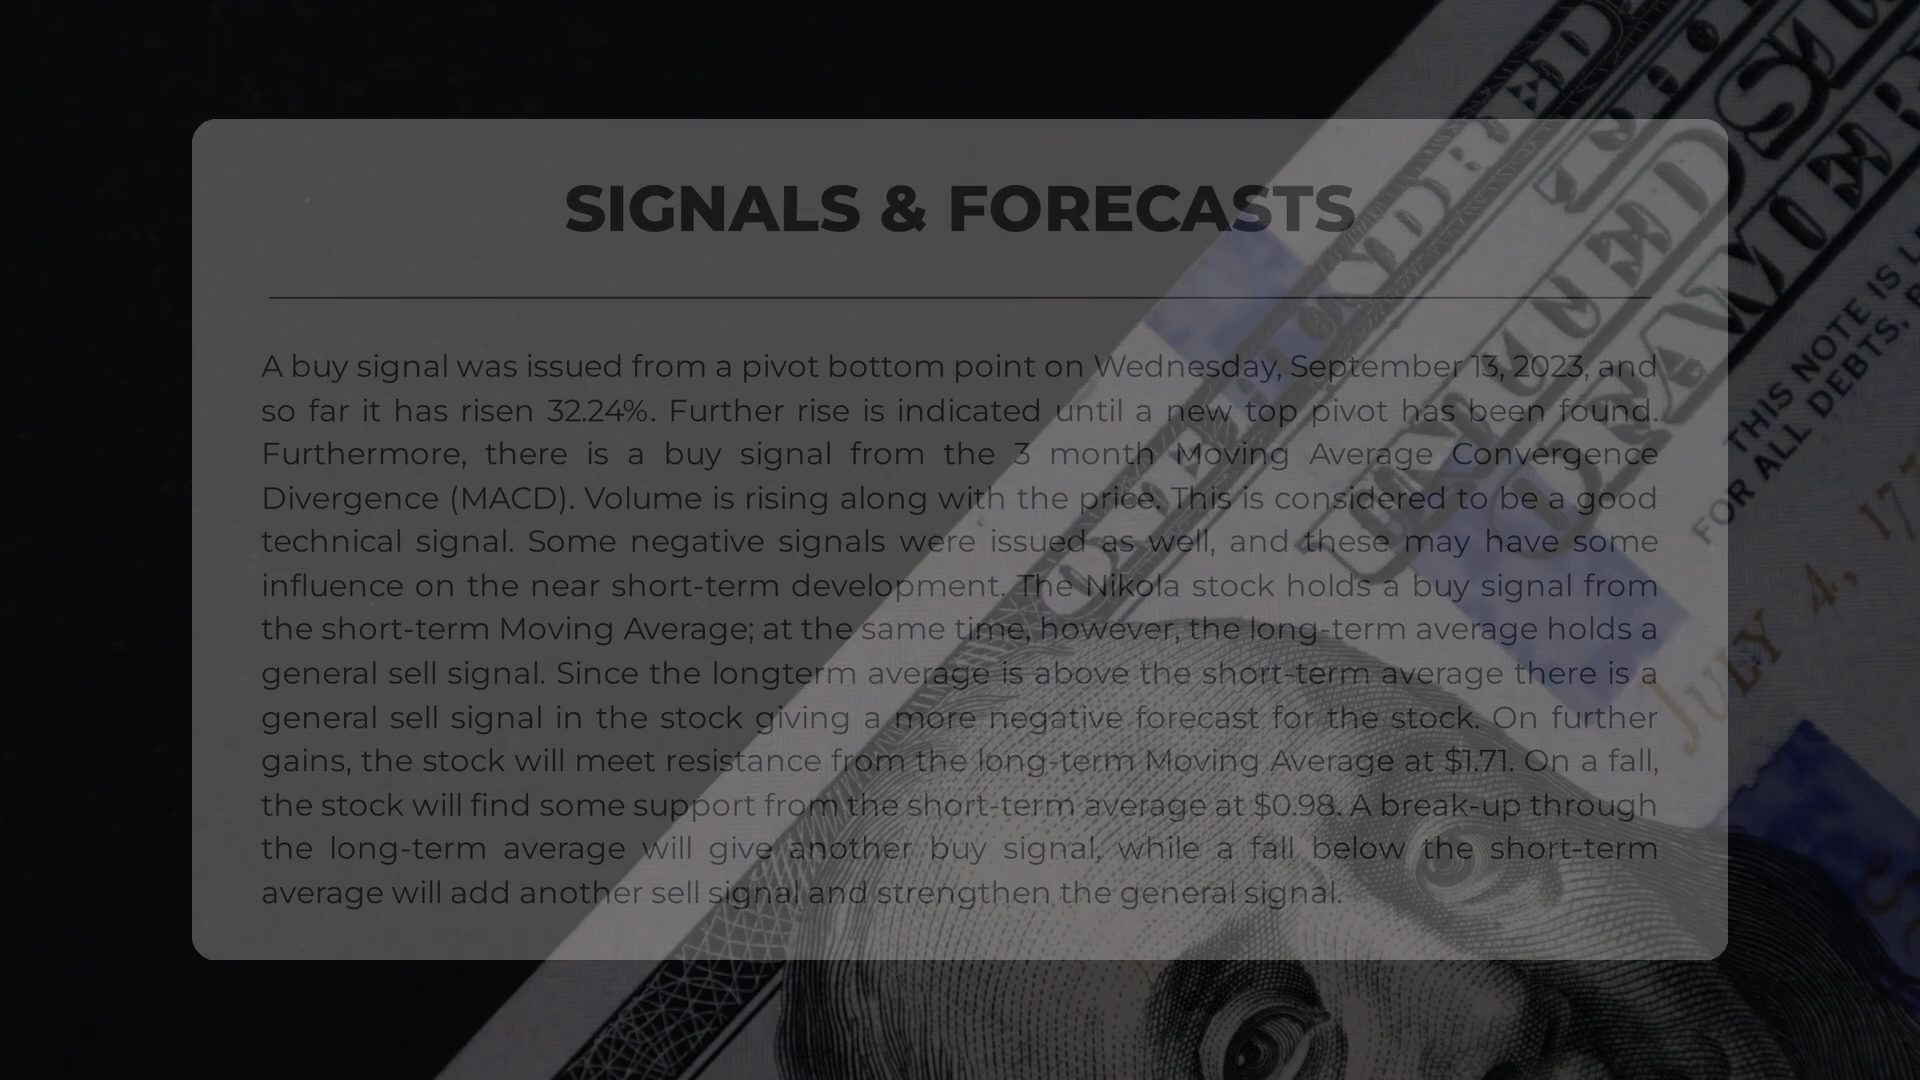 SIGNALS & FORECASTS
A buy signal was issued from a pivot bottom point on Wednesday, September 13, 2023, and
so far it has risen 32.24%. Further rise is indicated until a new top pivot has been found.
Furthermore, there is a buy signal from the 3 month Moving Average Convergence
Divergence (MACD). Volume is rising along with the price. This is considered to be a good
technical signal. Some negative signals were issued as well, and these may have some
influence on the near short-term development. The Nikola stock holds a buy signal from
the short-term Moving Average; at the same time, however, the long-term average holds a
general sell signal. Since the longterm average is above the short-term average there is a
general sell signal in the stock giving a more negative forecast for the stock. On further
gains, the stock will meet resistance from the long-term Moving Average at $1.71. On a fall,
the stock will find some support from the short-term average at $0.98. A break-up through
the long-term average will give another buy signal, while a fall below the short-term
average will add another sell signal and strengthen the general signal.
THIS NOTE IS
FOR ALL DEBTS,
JULY 4,